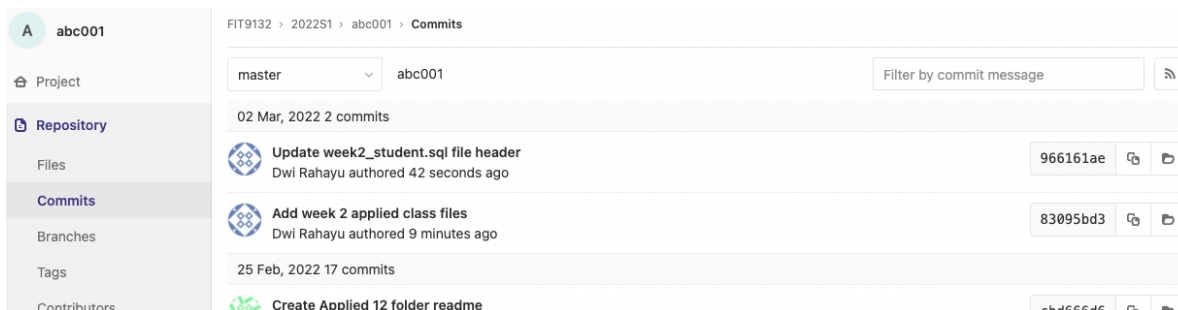 A abc001
FIT9132 > 2022S1 > abc001 > Commits
Project
master
abc001
Filter by commit message
02 Mar, 2022 2 commits
Repository
Update week2_student.sql file header
966161ae
Dwi Rahayu authored 42 seconds ago
Files
Commits
Add week 2 applied class files
83095bd3
Dwi Rahayu authored 9 minutes ago
Branches
Tags
25 Feb, 2022 17 commits
Contributors
Create Applied 12 folder readme
cbd666d6